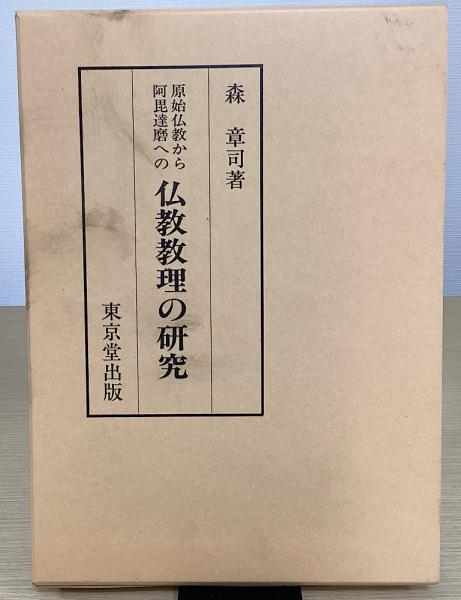 森 章司著
原始仏教から
阿毘達磨への
仏教教理の研究
東京堂出版